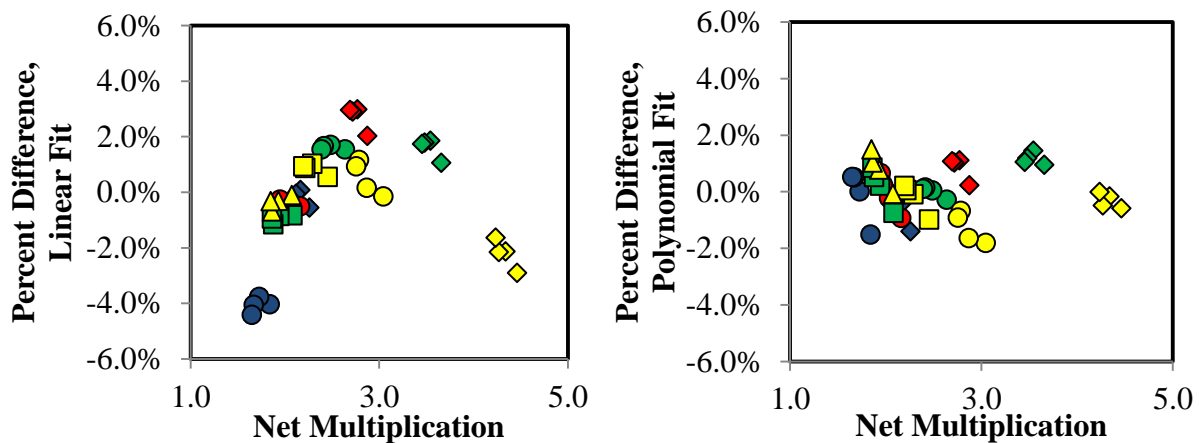 Percent Difference,
Linear Fit
6.0%
4.0%
2.0%
0.0%
-2.0%
-4.0%
-6.0%
1.0 3.0 5.0
Net Multiplication
Percent Difference,
Polynomial Fit
6.0%
4.0%
2.0%
0.0%
-2.0%
-4.0%
-6.0%
1.0 3.0 5.0
Net Multiplication